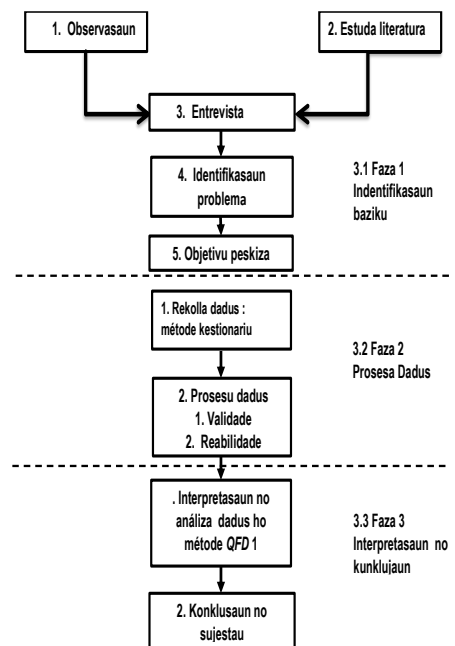 1. Observasaun
2. Estuda literatura
3. Entrevista
4. Identifikasaun
problema
3.1 Faza 1
Indentifikasaun
baziku
5. Objetivu peskiza
1. Rekolla dadus :
métode kestionariu
3.2 Faza 2
Prosesa Dadus
2. Prosesu dadus
1. Validade
2. Reabilidade
. Interpretasaun no
análiza dadus ho
métode QFD 1
3.3 Faza 3
Interpretasaun no
kunklujaun
2. Konklusaun no
sujestau